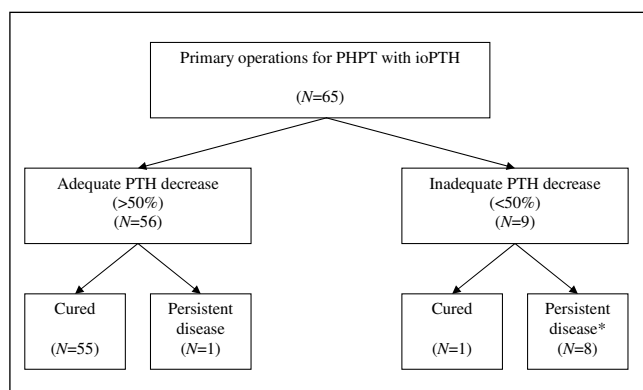 Primary operations for PHPT with ioPTH
(N=65)
Adequate PTH decrease
(>50%)
(N=56)
Inadequate PTH decrease
(<50%)
(N=9)
Cured
(N=55)
Persistent
disease
(N=1)
Cured
(N=1)
Persistent
disease*
(N=8)